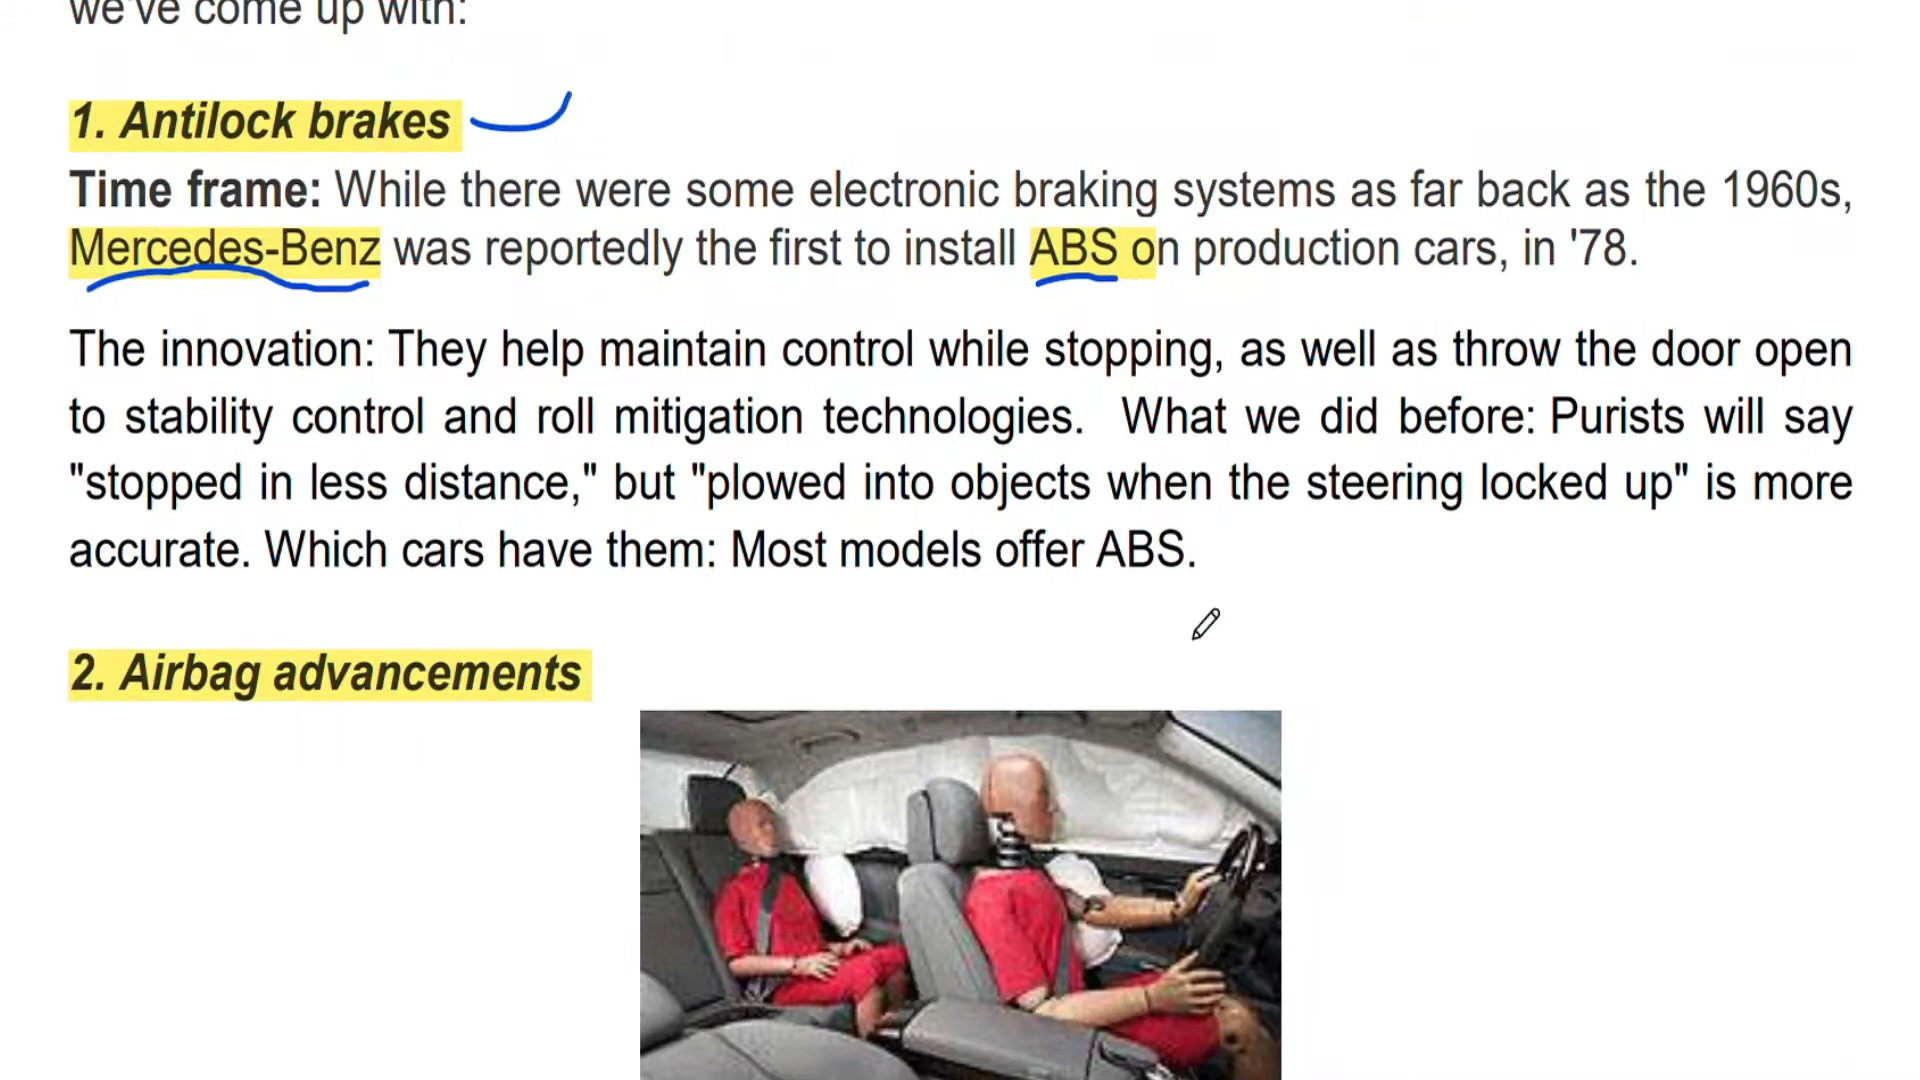 we've come up with:
1. Antilock brakes
Time frame: While there were some electronic braking systems as far back as the 1960s,
Mercedes-Benz was reportedly the first to install ABS on production cars, in '78.
The innovation: They help maintain control while stopping, as well as throw the door open
to stability control and roll mitigation technologies.  What we did before: Purists will say
"stopped in less distance," but "plowed into objects when the steering locked up" is more
accurate. Which cars have them: Most models offer ABS.
2. Airbag advancements